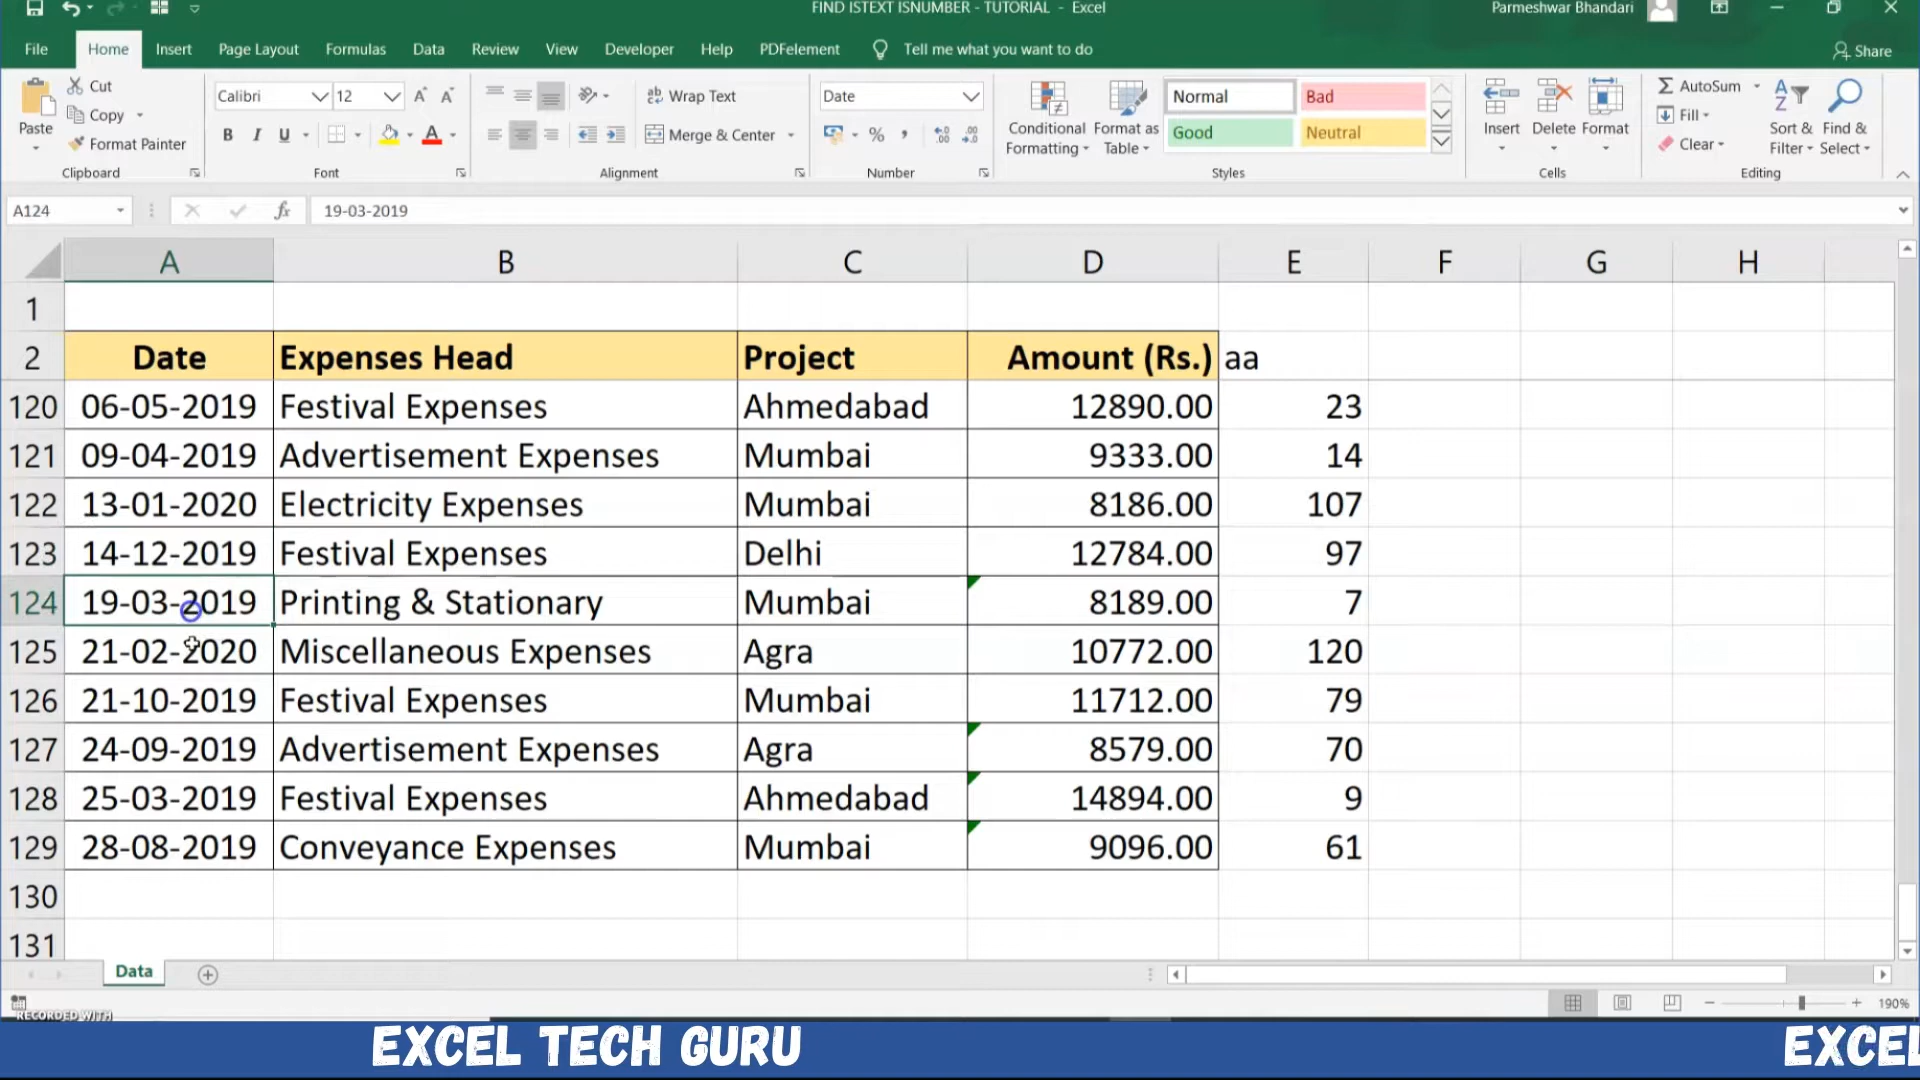 FIND ISTEXT ISNUMBER - TUTORIAL - Excel
Parmeshwar Bhandari
File Home Insert Page Layout Formulas Data Review View Developer Help PDFelement Tell me what you want to do Share
Paste
Cut
Copy
Format Painter
Clipboard
Calibri 12
B I U
Font
Wrap Text
Merge & Center
Alignment
Date
Number
Conditional Formatting
Format as Table
Normal Bad
Good Neutral
Styles
Insert Delete Format
Cells
AutoSum
Fill
Clear
Sort & Filter
Find & Select
Editing
A124 fx 19-03-2019
A B C D E F G H
1
2 Date Expenses Head Project Amount (Rs.) aa
120 06-05-2019 Festival Expenses Ahmedabad 12890.00 23
121 09-04-2019 Advertisement Expenses Mumbai 9333.00 14
122 13-01-2020 Electricity Expenses Mumbai 8186.00 107
123 14-12-2019 Festival Expenses Delhi 12784.00 97
124 19-03-2019 Printing & Stationary Mumbai 8189.00 7
125 21-02-2020 Miscellaneous Expenses Agra 10772.00 120
126 21-10-2019 Festival Expenses Mumbai 11712.00 79
127 24-09-2019 Advertisement Expenses Agra 8579.00 70
128 25-03-2019 Festival Expenses Ahmedabad 14894.00 9
129 28-08-2019 Conveyance Expenses Mumbai 9096.00 61
130
131
Data
190%
RECORDED WITH
EXCEL TECH GURU EXCEL